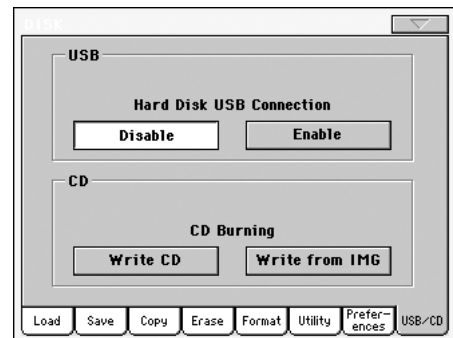 DISK
USB
Hard Disk USB Connection
Disable Enable
CD
CD Burning
Write CD Write from IMG
Load Save Copy Erase Format Utility Prefer-
ences USB/CD